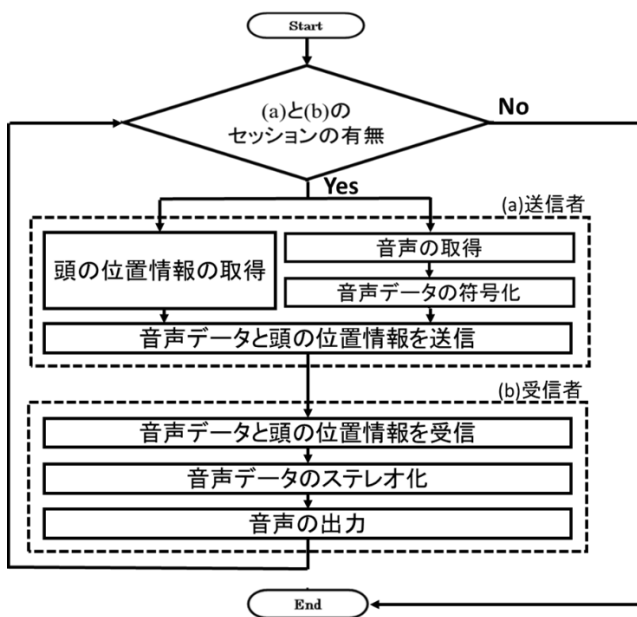 Start
(a)と(b)の
セッションの有無
No
Yes
(a)送信者
頭の位置情報の取得
音声の取得
音声データの符号化
音声データと頭の位置情報を送信
(b)受信者
音声データと頭の位置情報を受信
音声データのステレオ化
音声の出力
End